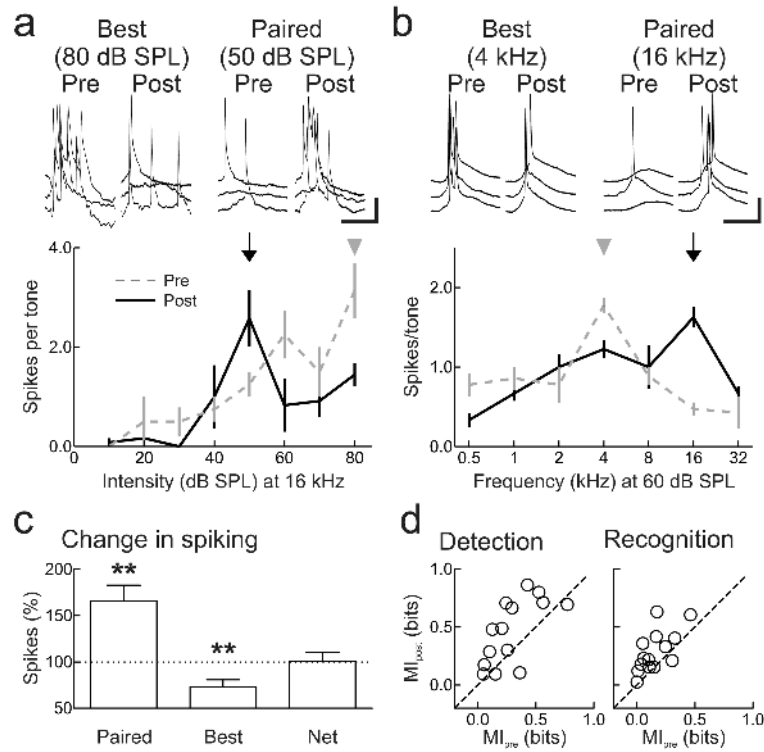 a
Best
(80 dB SPL)
Pre Post
Paired
(50 dB SPL)
Pre Post
4.0
2.0
0.0
Spikes per tone
Pre
Post
20 40 60 80
Intensity (dB SPL) at 16 kHz
b
Best
(4 kHz)
Pre Post
Paired
(16 kHz)
Pre Post
2.0
1.0
0.0
Spikes/tone
0.5 1 2 4 8 16 32
Frequency (kHz) at 60 dB SPL
c Change in spiking
200
150
100
50
Spikes (%)
**
**
Paired Best Net
d
Detection
1.0
0.5
0.0
MIpost (bits)
0.0 0.5 1.0
MIpre (bits)
Recognition
0.0 0.5 1.0
MIpre (bits)